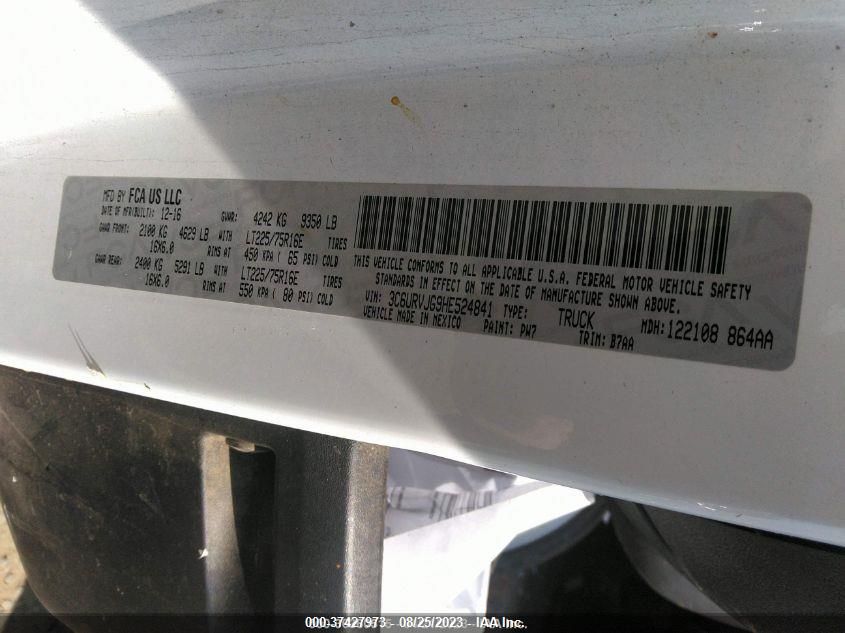 MFD BY FCA US LLC
DATE OF MFR(BUILT): 12-16 GVWR: 4242 KG 9350 LB
GAWR FRONT: 2100 KG 4629 LB WITH LT225/75R16E TIRES
16X6.0 RIMS AT 450 KPA ( 65 PSI) COLD
GAWR REAR: 2400 KG 5291 LB WITH LT225/75R16E TIRES
16X6.0 RIMS AT 550 KPA ( 80 PSI) COLD
THIS VEHICLE CONFORMS TO ALL APPLICABLE U.S.A. FEDERAL MOTOR VEHICLE SAFETY
STANDARDS IN EFFECT ON THE DATE OF MANUFACTURE SHOWN ABOVE.
VIN: 3C6URVJG9HE524841 TYPE: TRUCK MDH: 122108 864AA
VEHICLE MADE IN MEXICO PAINT: PW7 TRIM: B7AA
000-37427973 - 08/25/2023 - IAA Inc.